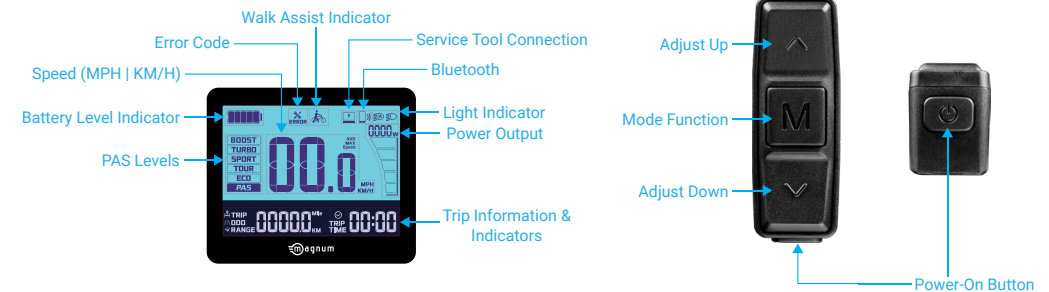 Walk Assist Indicator
Error Code
Service Tool Connection
Speed (MPH | KM/H)
Bluetooth
Battery Level Indicator
Light Indicator
Power Output
PAS Levels
Trip Information &
Indicators
ERROR
0000W
BOOST
TURBO
SPORT
TOUR
ECO
PAS
00.0
AVG
MAX
Speed
MPH
KM/H
TRIP
ODO
RANGE
00000
Mile
KM
TRIP
TIME
00:00
magnum
Adjust Up
Mode Function
M
Adjust Down
Power-On Button